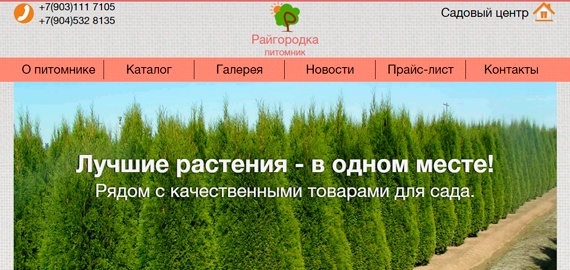 +7(903)111 7105
+7(904)532 8135
Райгородка
питомник
Садовый центр
О питомнике Каталог Галерея Новости Прайс-лист Контакты
Лучшие растения - в одном месте!
Рядом с качественными товарами для сада.